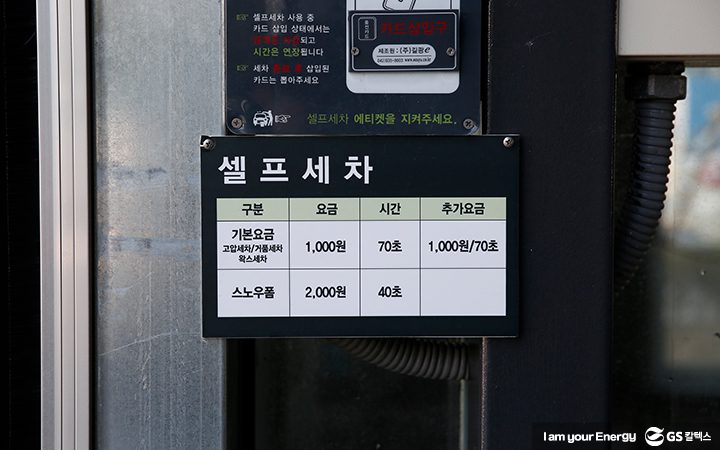 ☞ 셀프세차 사용 중
카드 삽입 상태에서는
되고
시간은 연장됩니다
☞ 세차 후 삽입된
카드는 뽑아주세요
카드삽입구
제조원 : (주)길광e
☞ 셀프세차 에티켓을 지켜주세요.
셀프세차
구분 요금 시간 추가요금
기본요금 1,000원 70초 1,000원/70초
고압세차/거품세차
왁스세차
스노우폼 2,000원 40초
I am your Energy GS 칼텍스